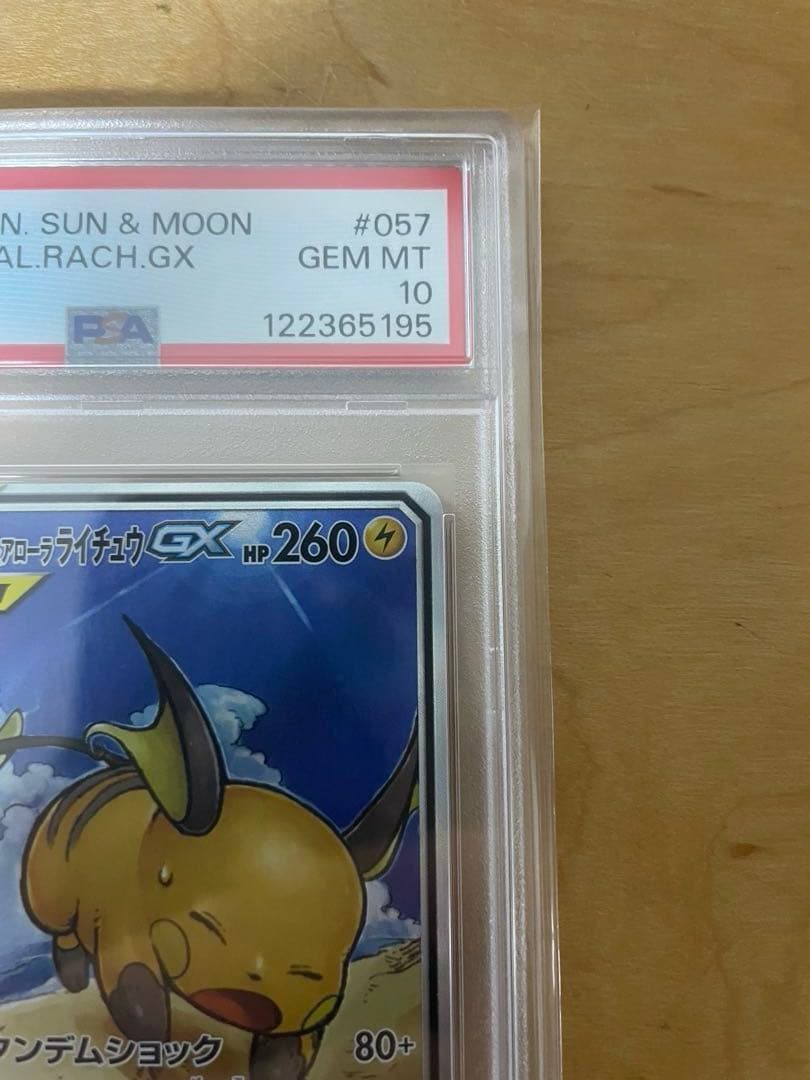 N. SUN & MOON #057
AL.RACH.GX GEM MT
10
PSA 122365195
アローラライチュウGX HP260
タンデムショック 80+